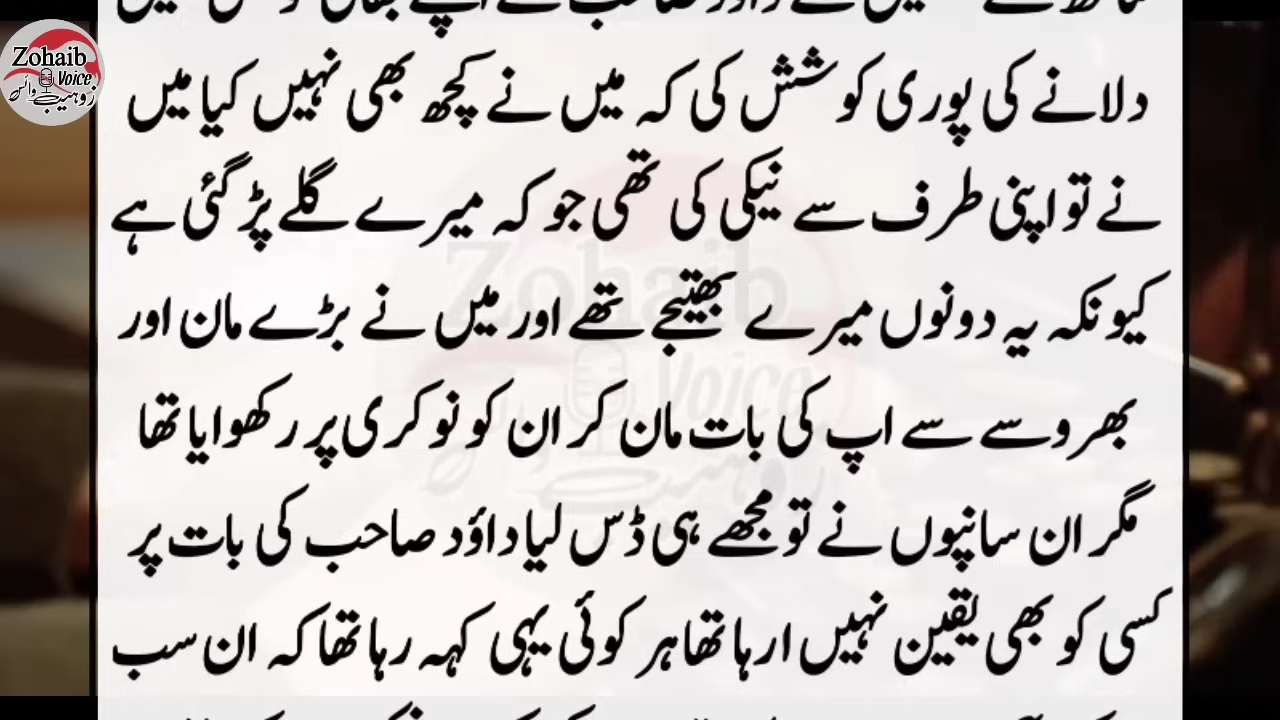 Zohaib
Voice
زوہیب وائس
دلانے کی پوری کوشش کی کہ میں نے کچھ بھی نہیں کیا میں
نے تو اپنی طرف سے نیکی کی تھی جو کہ میرے گلے پڑ گئی ہے
کیونکہ یہ دونوں میرے بھتیجے تھے اور میں نے بڑے مان اور
بھروسے سے اپ کی بات مان کر ان کو نوکری پر رکھوایا تھا
مگر ان سانپوں نے تو مجھے ہی ڈس لیا داؤد صاحب کی بات پر
کسی کو بھی یقین نہیں ارہا تھا ہر کوئی یہی کہہ رہا تھا کہ ان سب